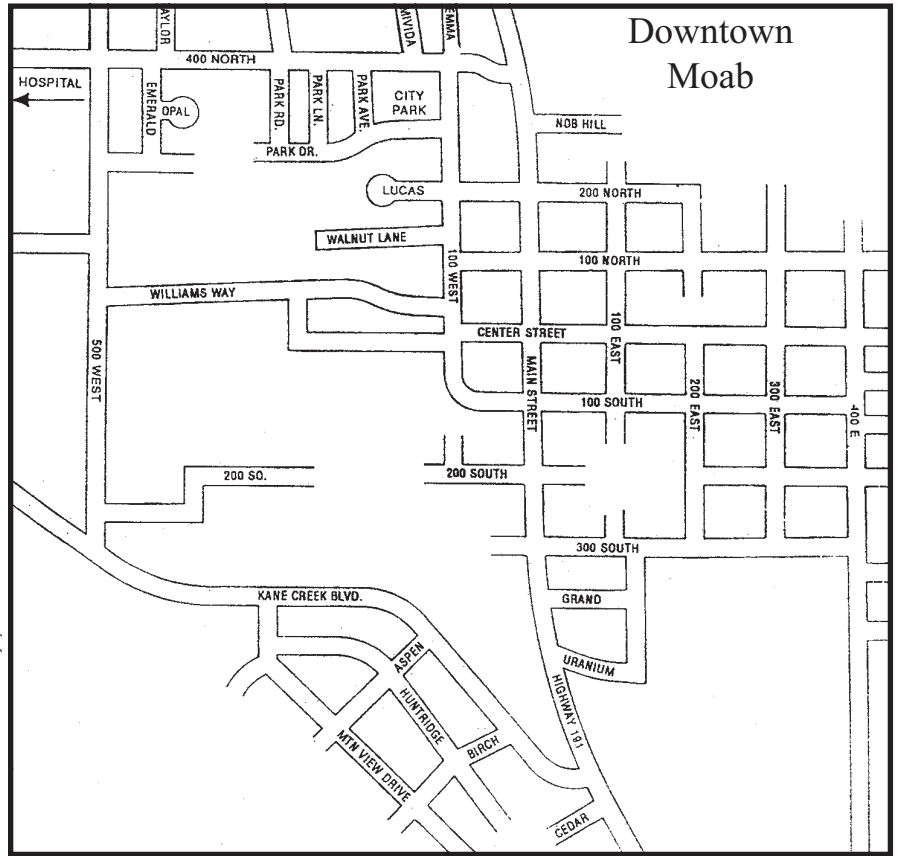 Downtown
Moab
AYLOR
MIVIDA
EMMA
400 NORTH
HOSPITAL
EMERALD
OPAL
PARK RD.
PARK LN.
PARK AVE.
CITY
PARK
NOB HILL
PARK DR.
LUCAS
200 NORTH
WALNUT LANE
100 NORTH
100 WEST
WILLIAMS WAY
CENTER STREET
100 EAST
500 WEST
MAIN STREET
200 EAST
300 EAST
400 E
100 SOUTH
200 SO.
200 SOUTH
300 SOUTH
KANE CREEK BLVD.
GRAND
ASPEN
URANIUM
HUNTRIDGE
HIGHWAY 191
BIRCH
MTN VIEW DRIVE
CEDAR